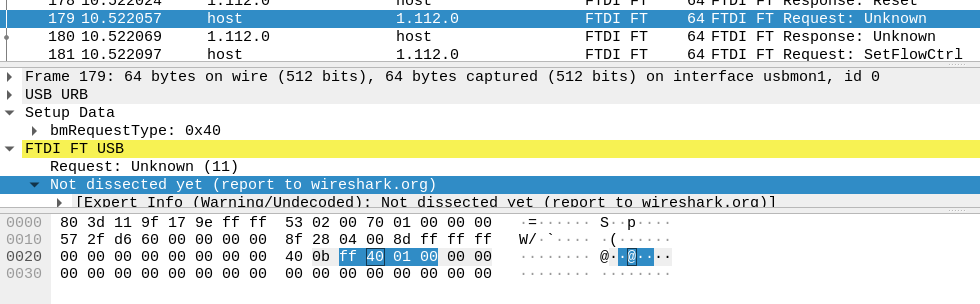 178 10.522024 1.112.0 host FTDI FT 64 FTDI FT Response: Reset
179 10.522057 host 1.112.0 FTDI FT 64 FTDI FT Request: Unknown
180 10.522069 1.112.0 host FTDI FT 64 FTDI FT Response: Unknown
181 10.522097 host 1.112.0 FTDI FT 64 FTDI FT Request: SetFlowCtrl
Frame 179: 64 bytes on wire (512 bits), 64 bytes captured (512 bits) on interface usbmon1, id 0
USB URB
Setup Data
bmRequestType: 0x40
FTDI FT USB
Request: Unknown (11)
Not dissected yet (report to wireshark.org)
[Expert Info (Warning/Undecoded): Not dissected yet (report to wireshark.org)]
0000 80 3d 11 9f 17 9e ff ff 53 02 00 70 01 00 00 00 ·=······ S··p····
0010 57 2f d6 60 00 00 00 00 8f 28 04 00 8d ff ff ff W/·`···· ·(······
0020 00 00 00 00 00 00 00 00 40 0b ff 40 01 00 00 00 ········ @··@····
0030 00 00 00 00 00 00 00 00 00 00 00 00 00 00 00 00 ········ ········